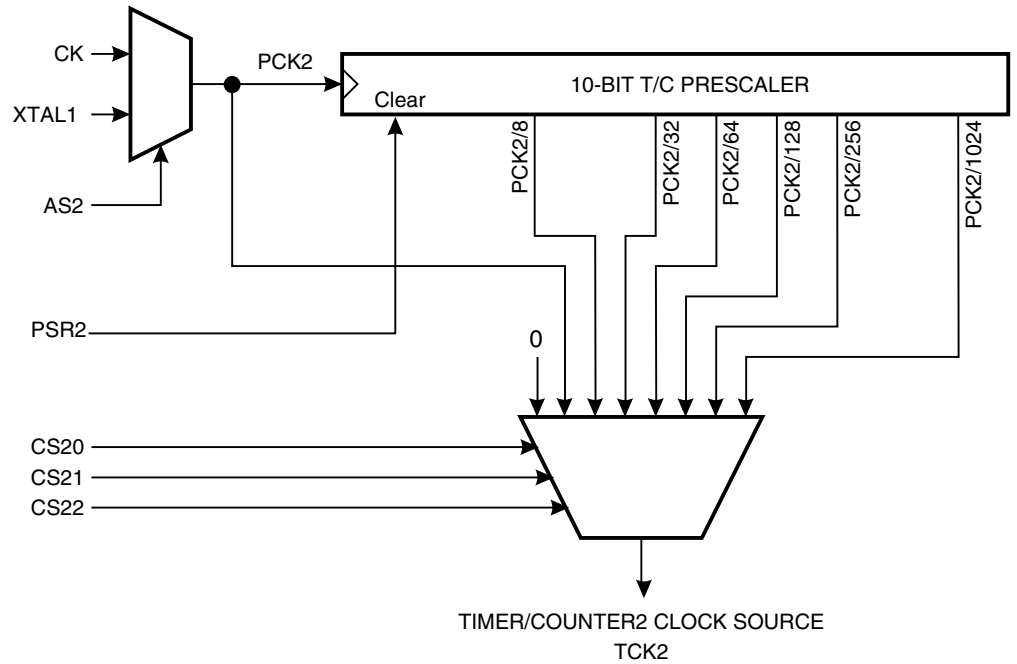 CK
PCK2
10-BIT T/C PRESCALER
Clear
XTAL1
PCK2/8
PCK2/32
PCK2/64
PCK2/128
PCK2/256
PCK2/1024
AS2
PSR2
0
CS20
CS21
CS22
TIMER/COUNTER2 CLOCK SOURCE
TCK2